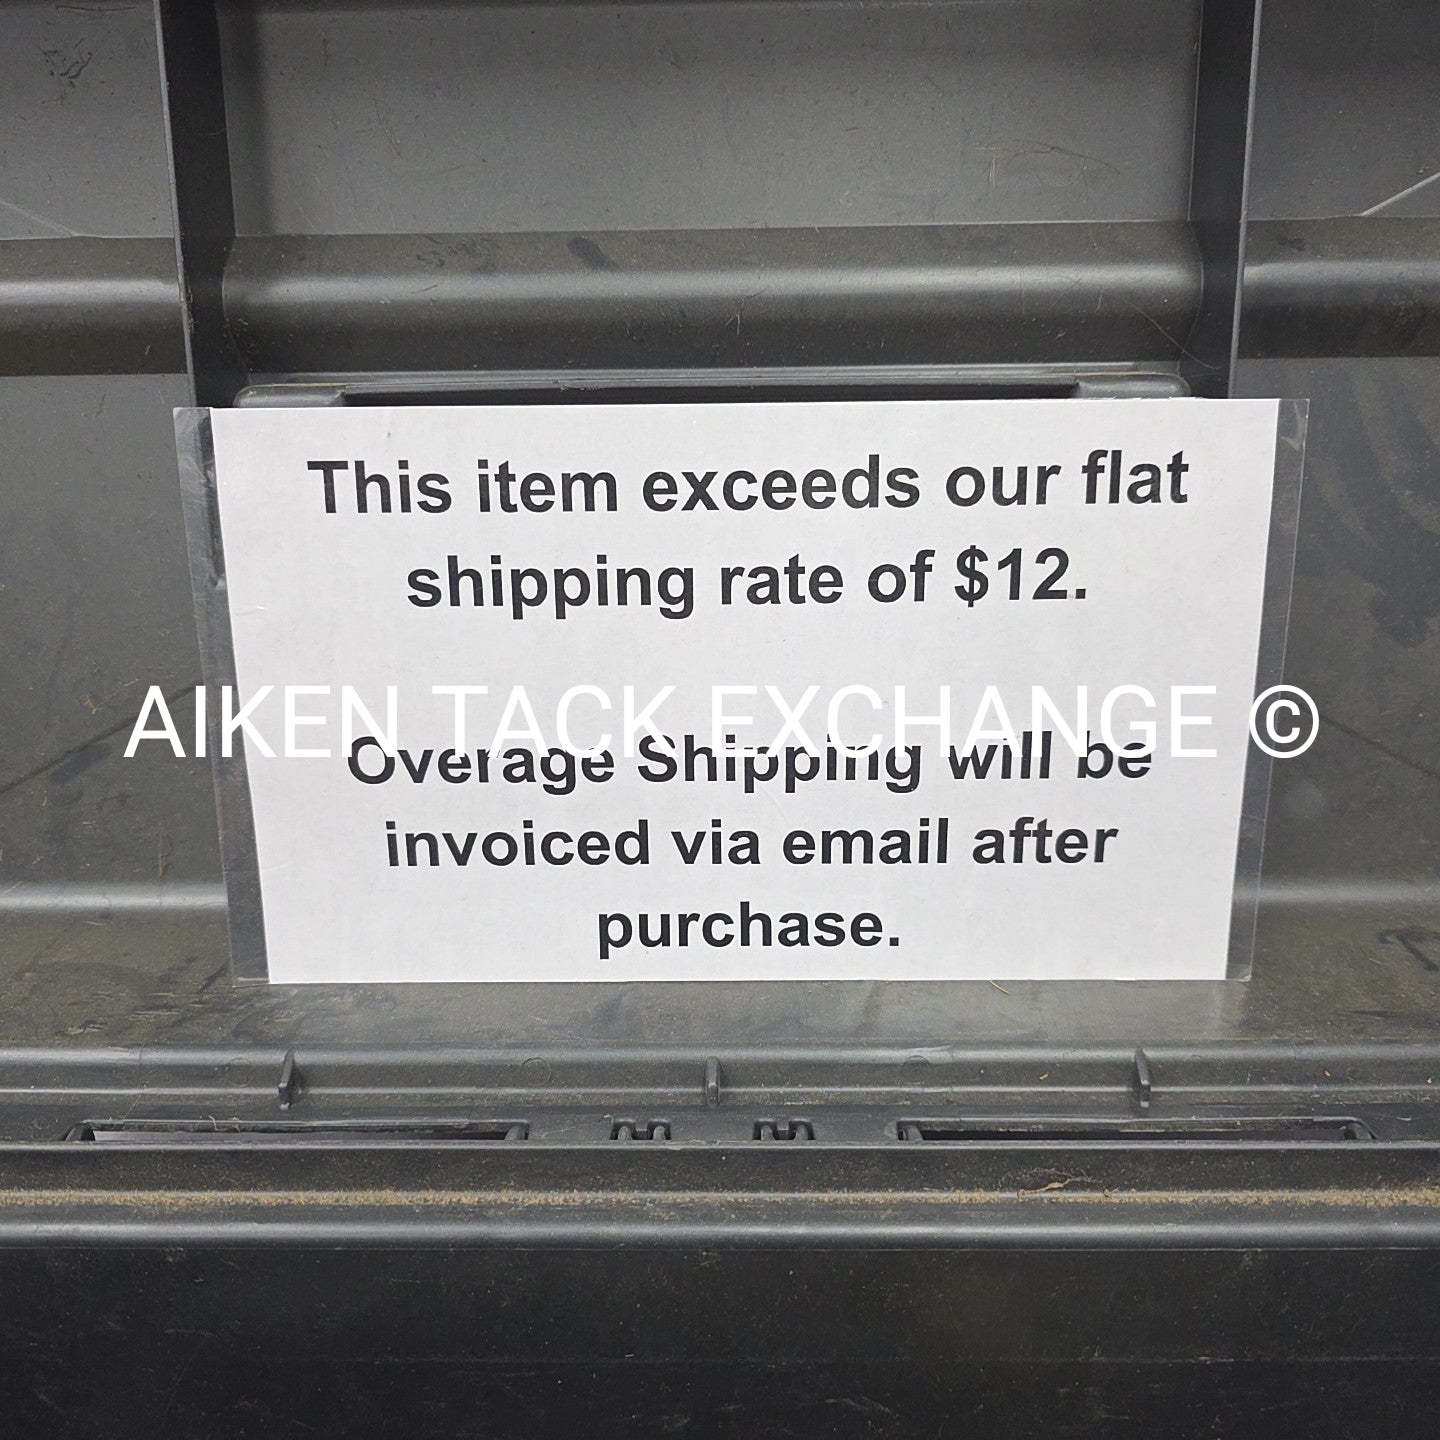 This item exceeds our flat
shipping rate of $12.
AIKEN TACK EXCHANGE ©
Overage Shipping will be
invoiced via email after
purchase.